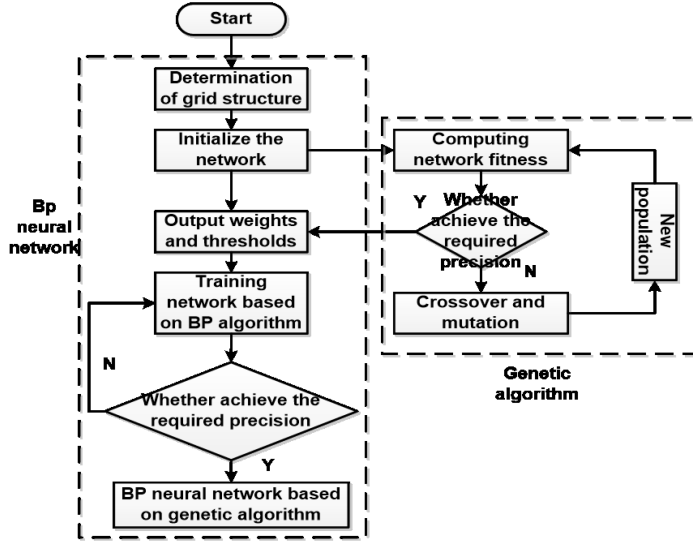 Start
Determination
of grid structure
Initialize the
network
Output weights
and thresholds
Training
network based
on BP algorithm
N
Whether achieve the
required precision
Y
BP neural network based
on genetic algorithm
Bp
neural
network
Computing
network fitness
Y
Whether
achieve the
required
precision
N
Crossover and
mutation
New
population
Genetic
algorithm